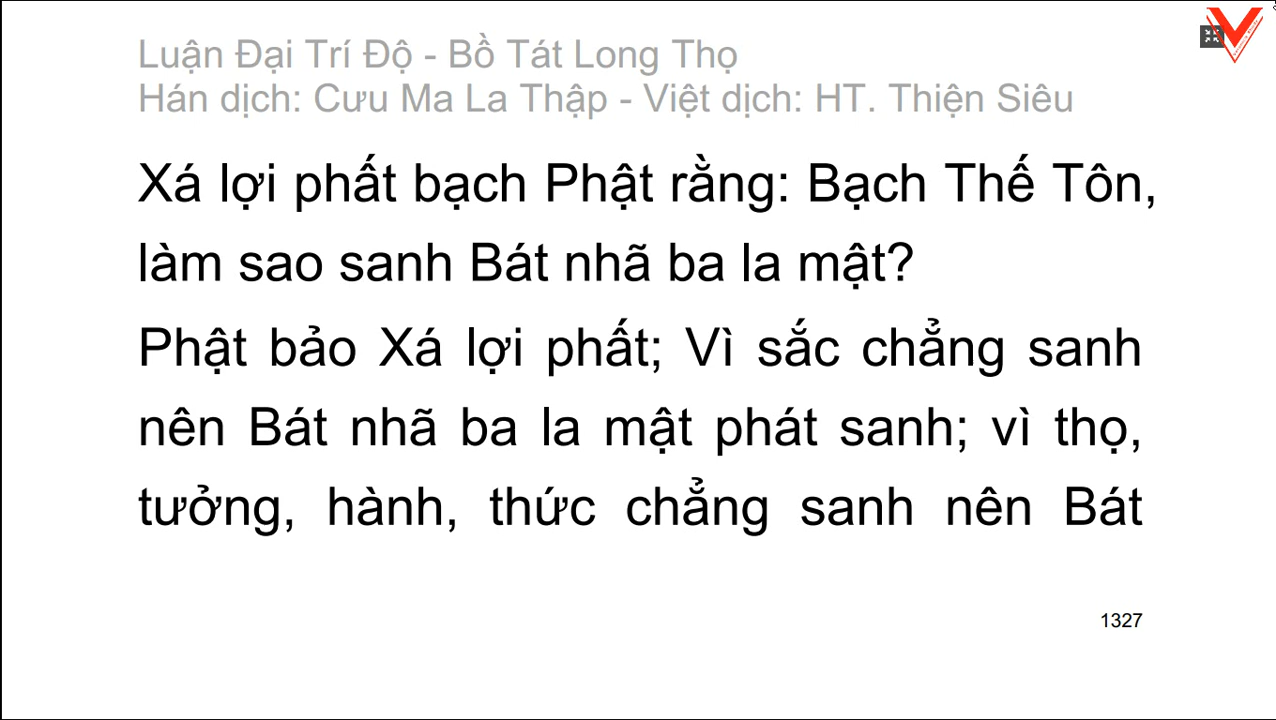 Luận Đại Trí Độ - Bồ Tát Long Thọ
Hán dịch: Cưu Ma La Thập - Việt dịch: HT. Thiện Siêu
Xá lợi phất bạch Phật rằng: Bạch Thế Tôn,
làm sao sanh Bát nhã ba la mật?
Phật bảo Xá lợi phất; Vì sắc chẳng sanh
nên Bát nhã ba la mật phát sanh; vì thọ,
tưởng, hành, thức chẳng sanh nên Bát
1327